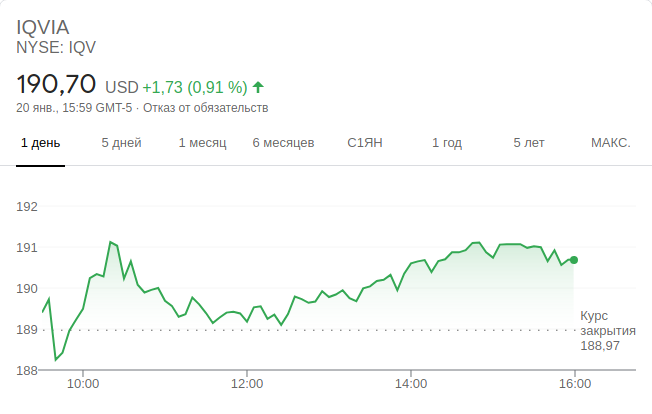 IQVIA
NYSE: IQV
190,70 USD +1,73 (0,91 %)
20 янв., 15:59 GMT-5 · Отказ от обязательств
1 день 5 дней 1 месяц 6 месяцев С1ЯН 1 год 5 лет МАКС.
192
191
190
189
188
Курс
закрытия
188,97
10:00 12:00 14:00 16:00